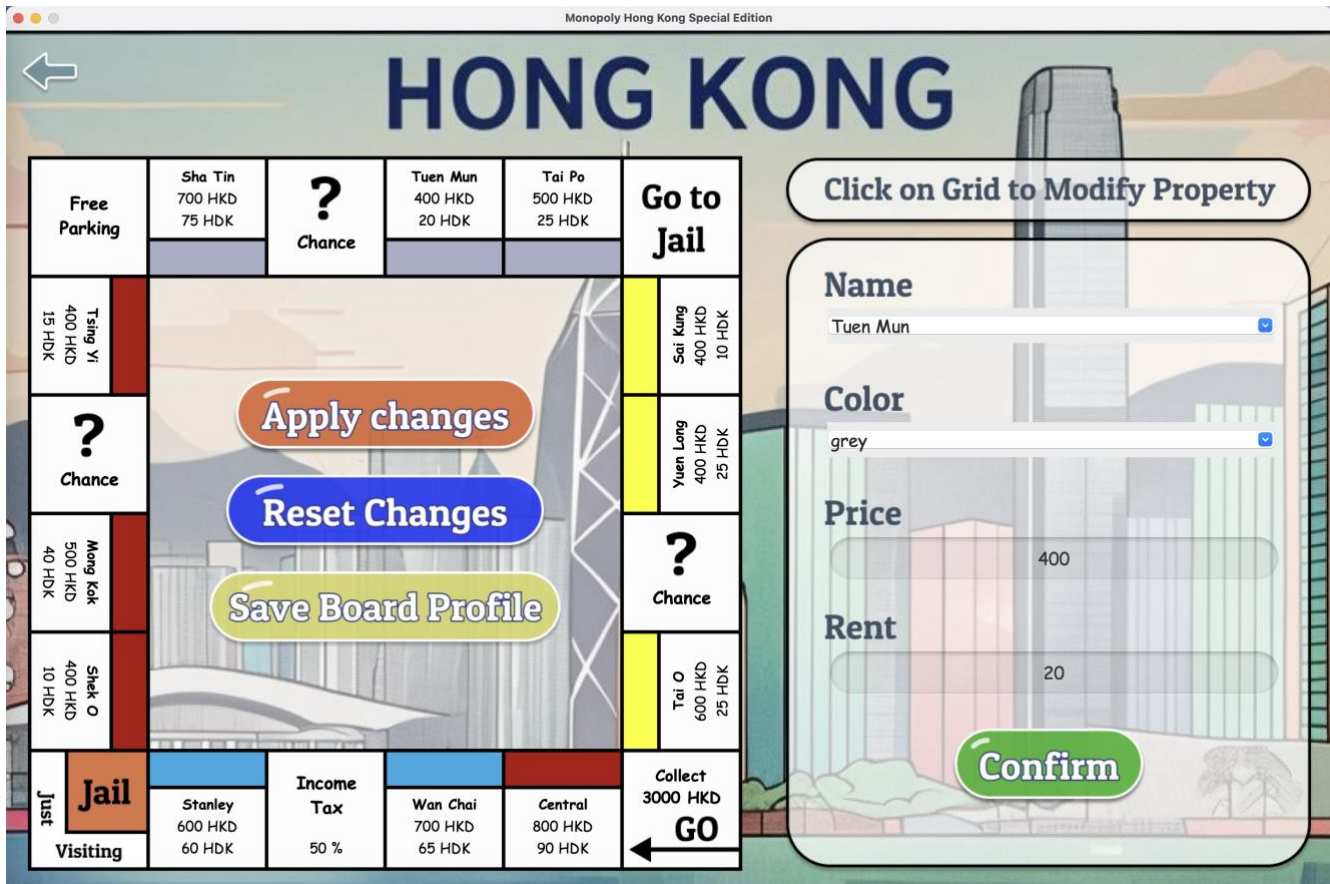 Monopoly Hong Kong Special Edition
HONG KONG
Free
Parking
Sha Tin
700 HKD
75 HDK
?
Chance
Tuen Mun
400 HKD
20 HDK
Tai Po
500 HKD
25 HDK
Go to
Jail
Tsing Yi
400 HKD
15 HDK
?
Chance
Mong Kok
500 HKD
40 HDK
Shek O
400 HKD
10 HDK
Sai Kung
400 HKD
10 HDK
Yuen Long
400 HKD
25 HDK
?
Chance
Tai O
600 HKD
25 HDK
Apply changes
Reset Changes
Save Board Profile
Jail
Just
Visiting
Stanley
600 HKD
60 HDK
Income
Tax
50 %
Wan Chai
700 HKD
65 HDK
Central
800 HKD
90 HDK
Collect
3000 HKD
GO
Click on Grid to Modify Property
Name
Tuen Mun
Color
grey
Price
400
Rent
20
Confirm